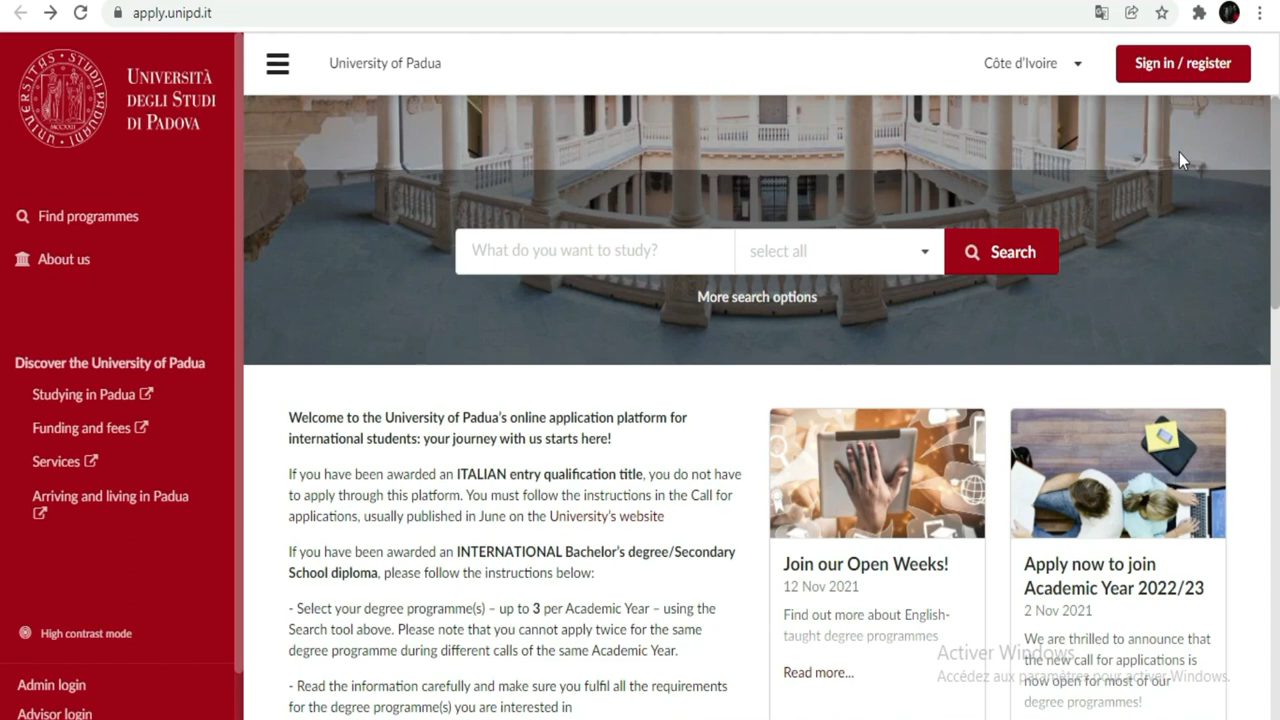 apply.unipd.it
UNIVERSITÀ
DEGLI STUDI
DI PADOVA
University of Padua
Côte d'Ivoire
Sign in / register
Find programmes
About us
What do you want to study?
select all
Search
More search options
Discover the University of Padua
Studying in Padua
Funding and fees
Services
Arriving and living in Padua
High contrast mode
Admin login
Advisor login
Welcome to the University of Padua's online application platform for
international students: your journey with us starts here!
If you have been awarded an ITALIAN entry qualification title, you do not have
to apply through this platform. You must follow the instructions in the Call for
applications, usually published in June on the University's website
If you have been awarded an INTERNATIONAL Bachelor's degree/Secondary
School diploma, please follow the instructions below:
- Select your degree programme(s) – up to 3 per Academic Year – using the
Search tool above. Please note that you cannot apply twice for the same
degree programme during different calls of the same Academic Year.
- Read the information carefully and make sure you fulfil all the requirements
for the degree programme(s) you are interested in
Join our Open Weeks!
12 Nov 2021
Find out more about English-
taught degree programmes
Read more...
Apply now to join
Academic Year 2022/23
2 Nov 2021
We are thrilled to announce that
the new call for applications is
now open for most of our
degree programmes!
Activer Windows
Accédez aux paramètres pour activer Windows.